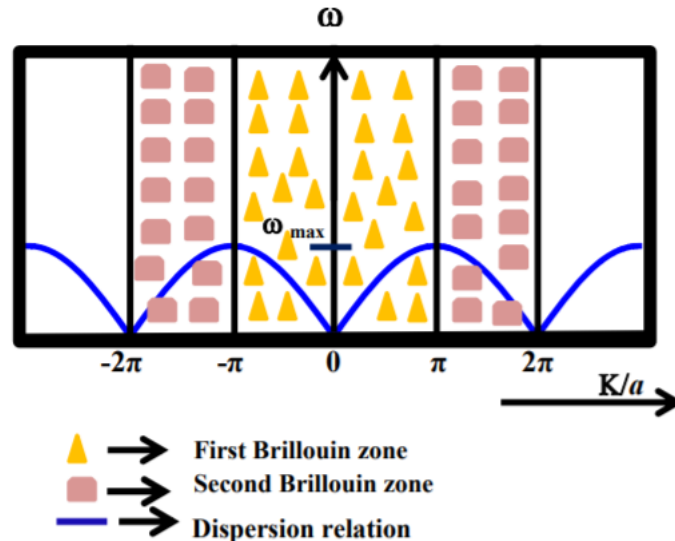 ω
ω max
-2π -π 0 π 2π
K/a
First Brillouin zone
Second Brillouin zone
Dispersion relation